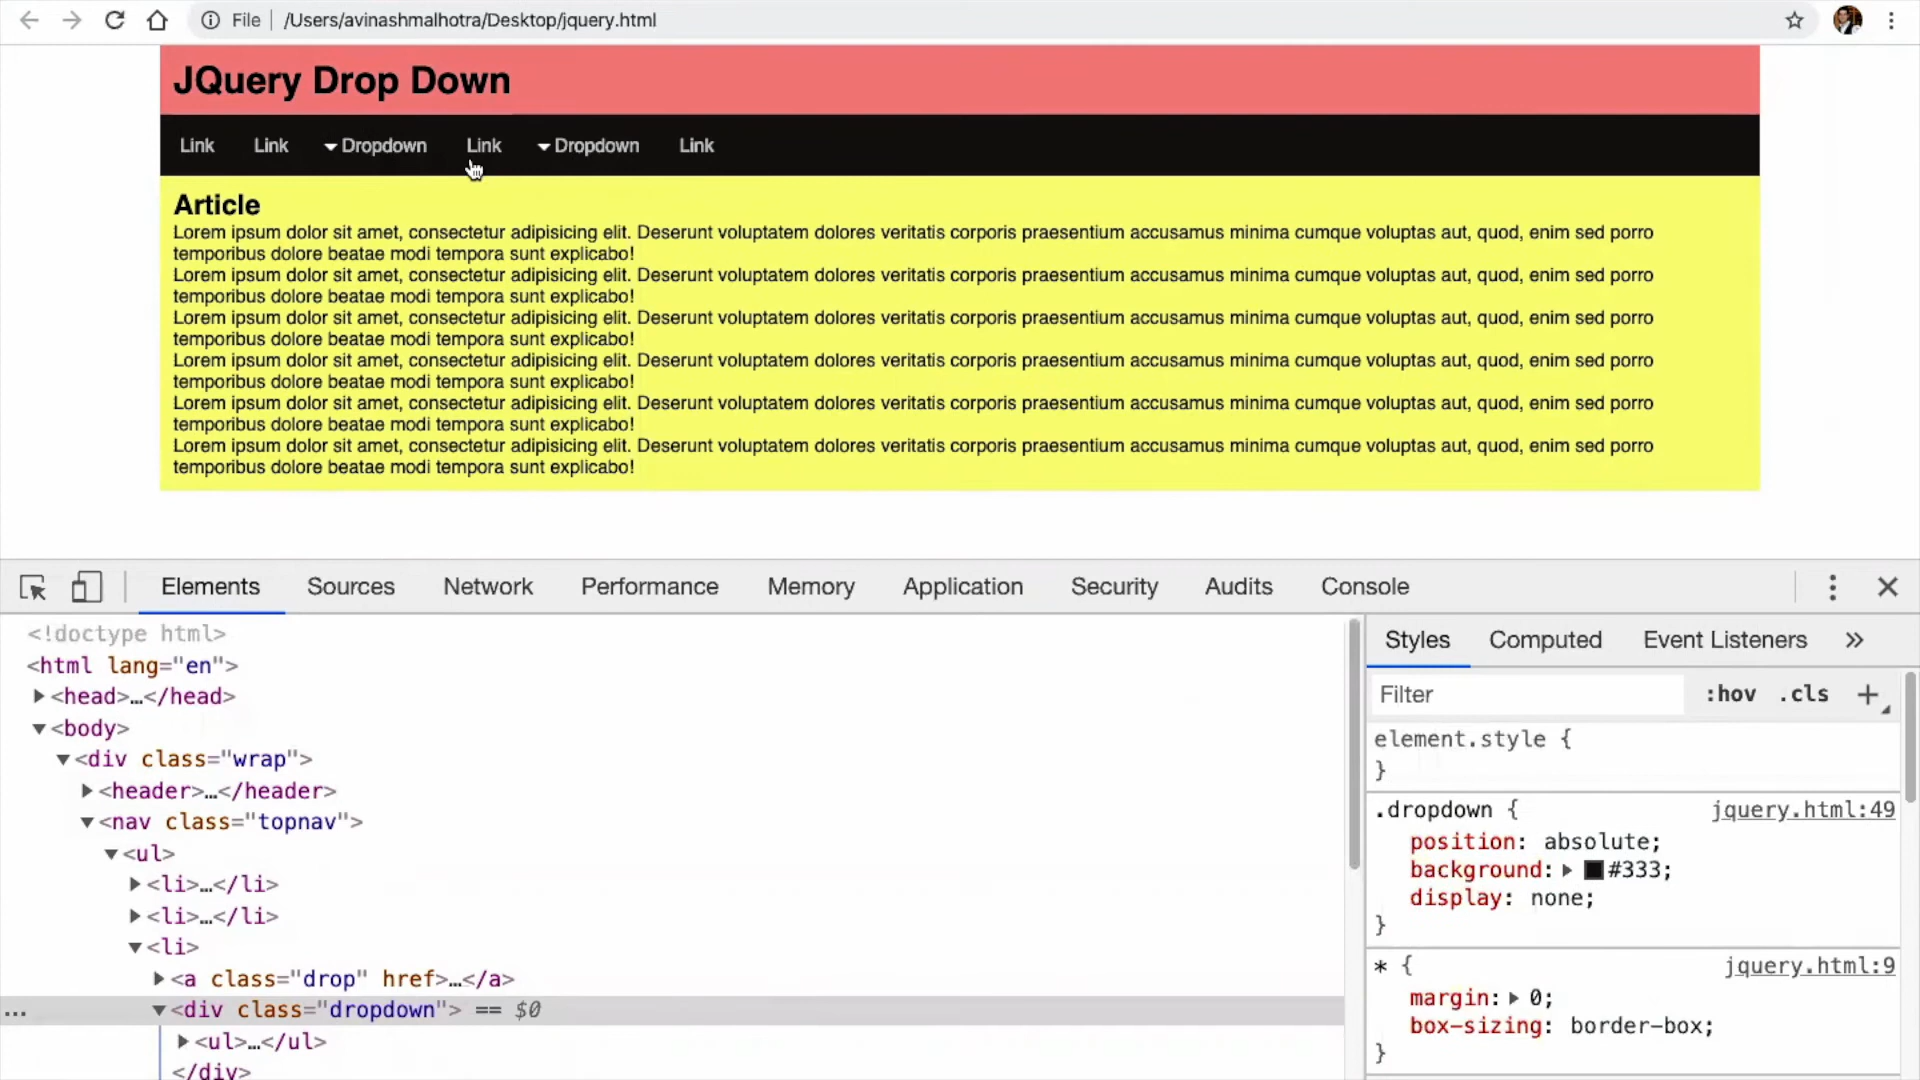 File /Users/avinashmalhotra/Desktop/jquery.html
JQuery Drop Down
Link Link Dropdown Link Dropdown Link
Article
Lorem ipsum dolor sit amet, consectetur adipisicing elit. Deserunt voluptatem dolores veritatis corporis praesentium accusamus minima cumque voluptas aut, quod, enim sed porro
temporibus dolore beatae modi tempora sunt explicabo!
Lorem ipsum dolor sit amet, consectetur adipisicing elit. Deserunt voluptatem dolores veritatis corporis praesentium accusamus minima cumque voluptas aut, quod, enim sed porro
temporibus dolore beatae modi tempora sunt explicabo!
Lorem ipsum dolor sit amet, consectetur adipisicing elit. Deserunt voluptatem dolores veritatis corporis praesentium accusamus minima cumque voluptas aut, quod, enim sed porro
temporibus dolore beatae modi tempora sunt explicabo!
Lorem ipsum dolor sit amet, consectetur adipisicing elit. Deserunt voluptatem dolores veritatis corporis praesentium accusamus minima cumque voluptas aut, quod, enim sed porro
temporibus dolore beatae modi tempora sunt explicabo!
Lorem ipsum dolor sit amet, consectetur adipisicing elit. Deserunt voluptatem dolores veritatis corporis praesentium accusamus minima cumque voluptas aut, quod, enim sed porro
temporibus dolore beatae modi tempora sunt explicabo!
Lorem ipsum dolor sit amet, consectetur adipisicing elit. Deserunt voluptatem dolores veritatis corporis praesentium accusamus minima cumque voluptas aut, quod, enim sed porro
temporibus dolore beatae modi tempora sunt explicabo!
Elements Sources Network Performance Memory Application Security Audits Console
<!doctype html>
<html lang="en">
<head>…</head>
<body>
<div class="wrap">
<header>…</header>
<nav class="topnav">
<ul>
<li>…</li>
<li>…</li>
<li>
<a class="drop" href>…</a>
<div class="dropdown"> == $0
<ul>…</ul>
</div>
Styles Computed Event Listeners »
Filter :hov .cls +
element.style {
}
.dropdown { jquery.html:49
position: absolute;
background: #333;
display: none;
}
* { jquery.html:9
margin: 0;
box-sizing: border-box;
}